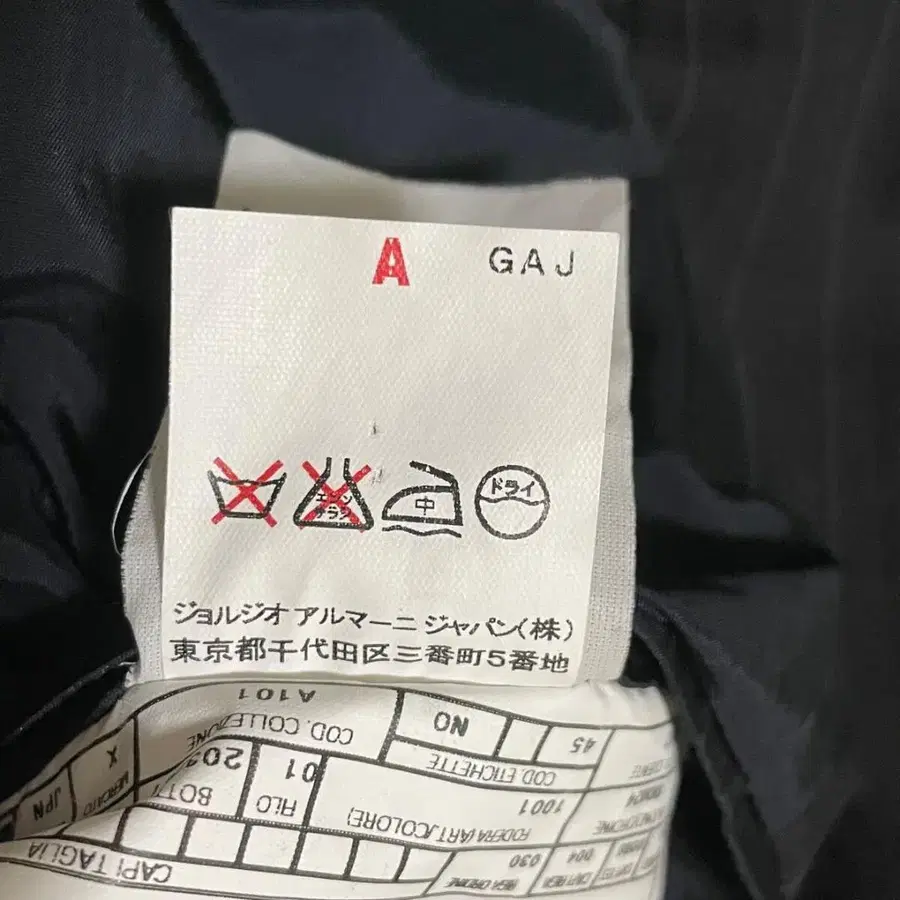 A GAJ
エンソ
サラシ
中
ドライ
ジョルジオ アルマーニ ジャパン(株)
東京都千代田区三番町5番地
A101
COD. COLLEZIONE
NO
45
COD. ETICHETTE
203
01
1001
BOTT
FILO
FODERA (ART./COLORE)
X
MERCATO
JPN
CAPI TAGLIA
030
004